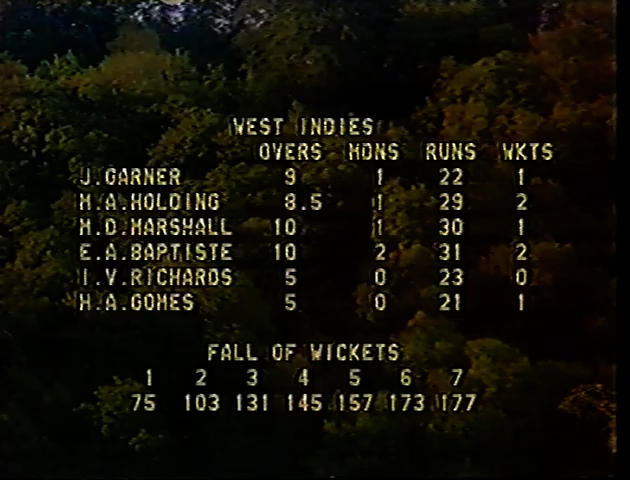 WEST INDIES
OVERS MDNS RUNS WKTS
J.GARNER 9 1 22 1
M.A.HOLDING 8.5 1 29 2
M.D.MARSHALL 10 1 30 1
E.A.BAPTISTE 10 2 31 2
I.V.RICHARDS 5 0 23 0
H.A.GOMES 5 0 21 1
FALL OF WICKETS
1 2 3 4 5 6 7
75 103 131 145 157 173 177